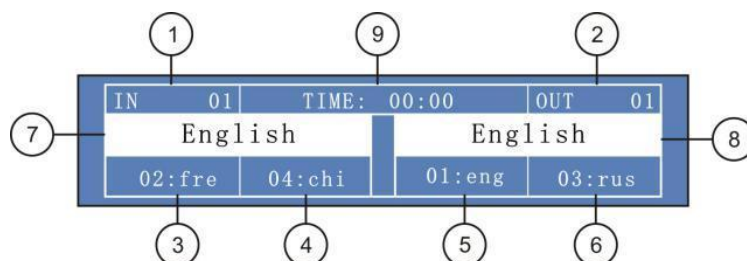 1 9 2
IN 01 TIME: 00:00 OUT 01
7 English English 8
02:fre 04:chi 01:eng 03:rus
3 4 5 6